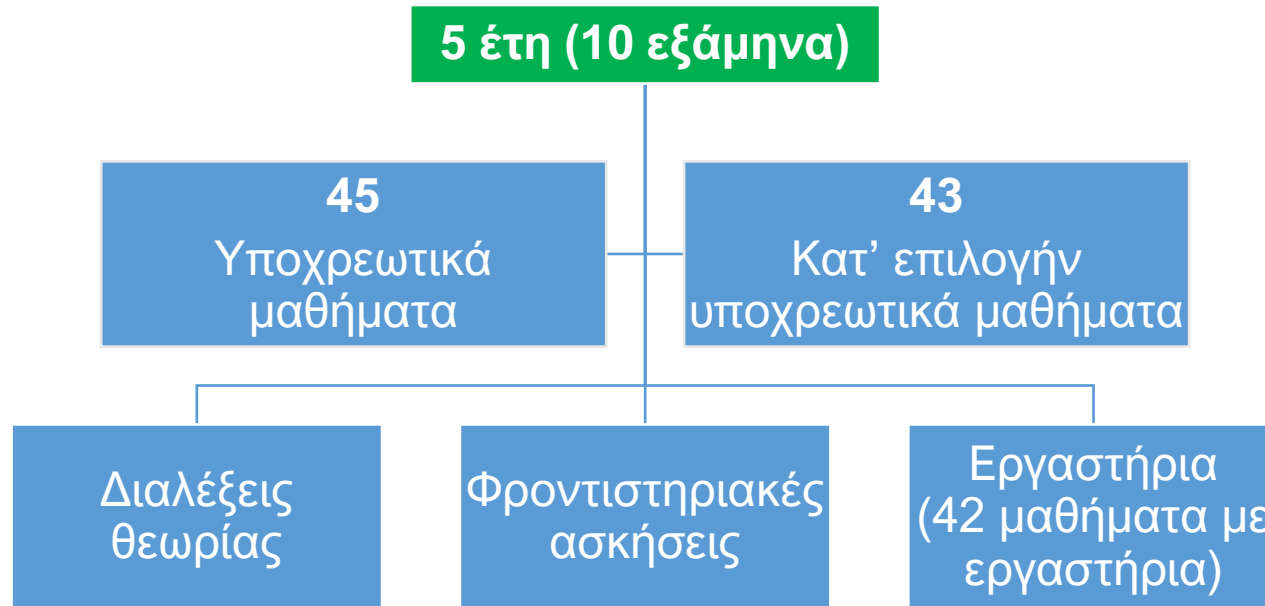 5 έτη (10 εξάμηνα)
45
Υποχρεωτικά
μαθήματα
43
Κατ’ επιλογήν
υποχρεωτικά μαθήματα
Διαλέξεις
θεωρίας
Φροντιστηριακές
ασκήσεις
Εργαστήρια
(42 μαθήματα με
εργαστήρια)